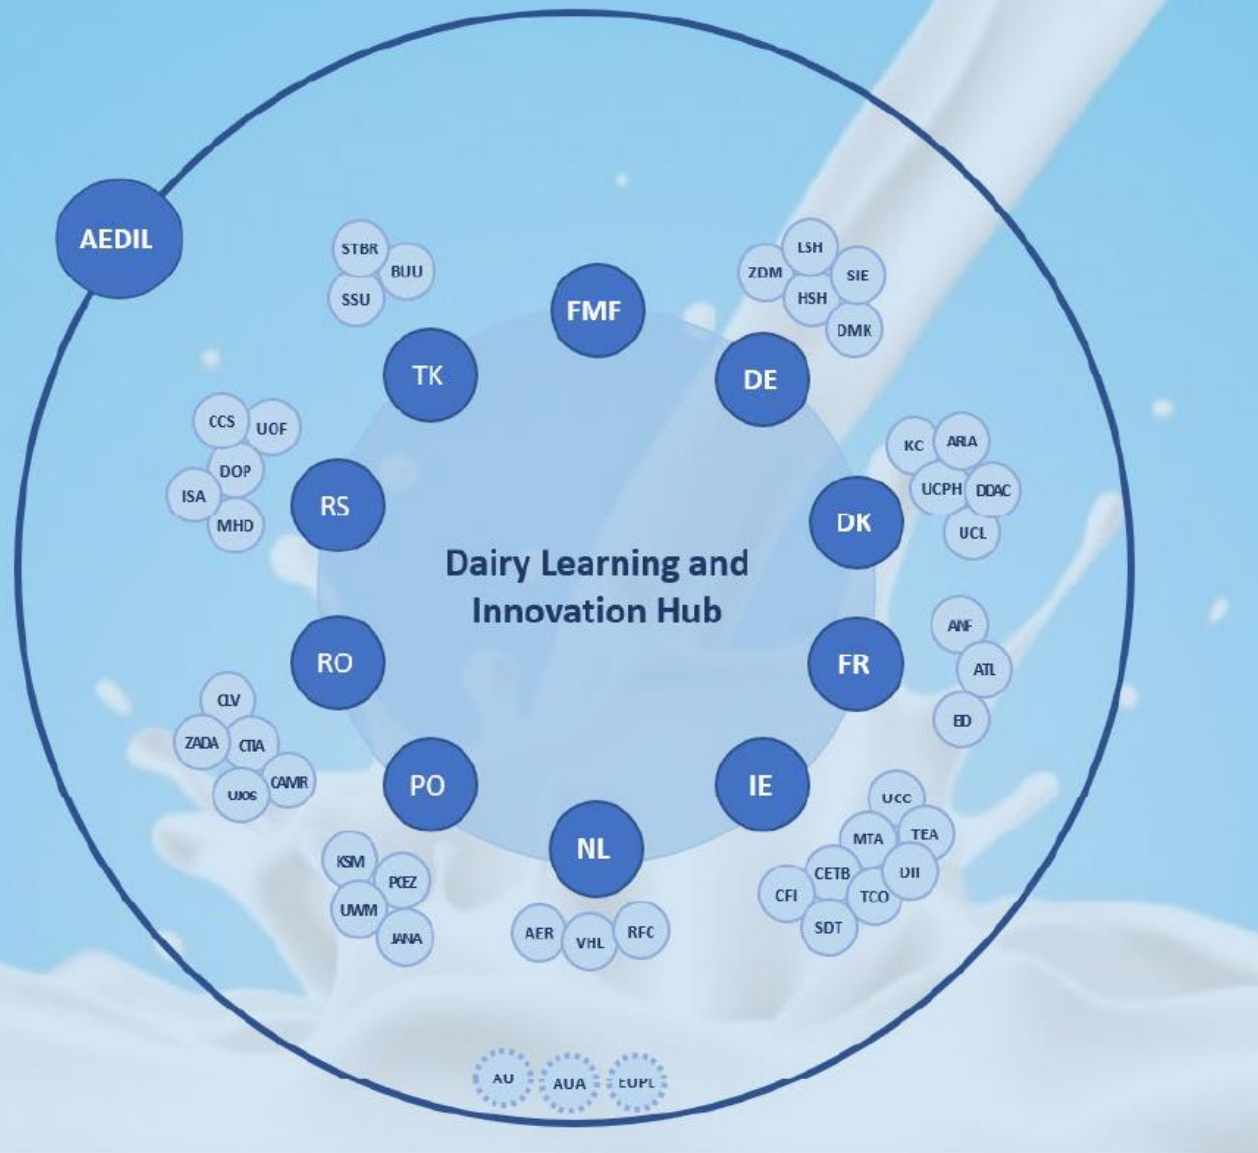 AEDIL
STBR
BUU
SSU
TK
FMF
LSH
ZDM
SIE
HSH
DMK
DE
CCS
UOF
DOP
ISA
MHD
RS
KC
ARLA
UCPH
DDAC
UCL
DK
Dairy Learning and
Innovation Hub
ANF
ATL
FR
RO
CLV
ZADA
CTIA
CAMR
PO
IE
UCC
MTA
TEA
CETB
DII
CFI
TCO
SDT
NL
KSM
PCEZ
UWM
JANA
AER
VHL
RFC
AU
AUA
EUPL